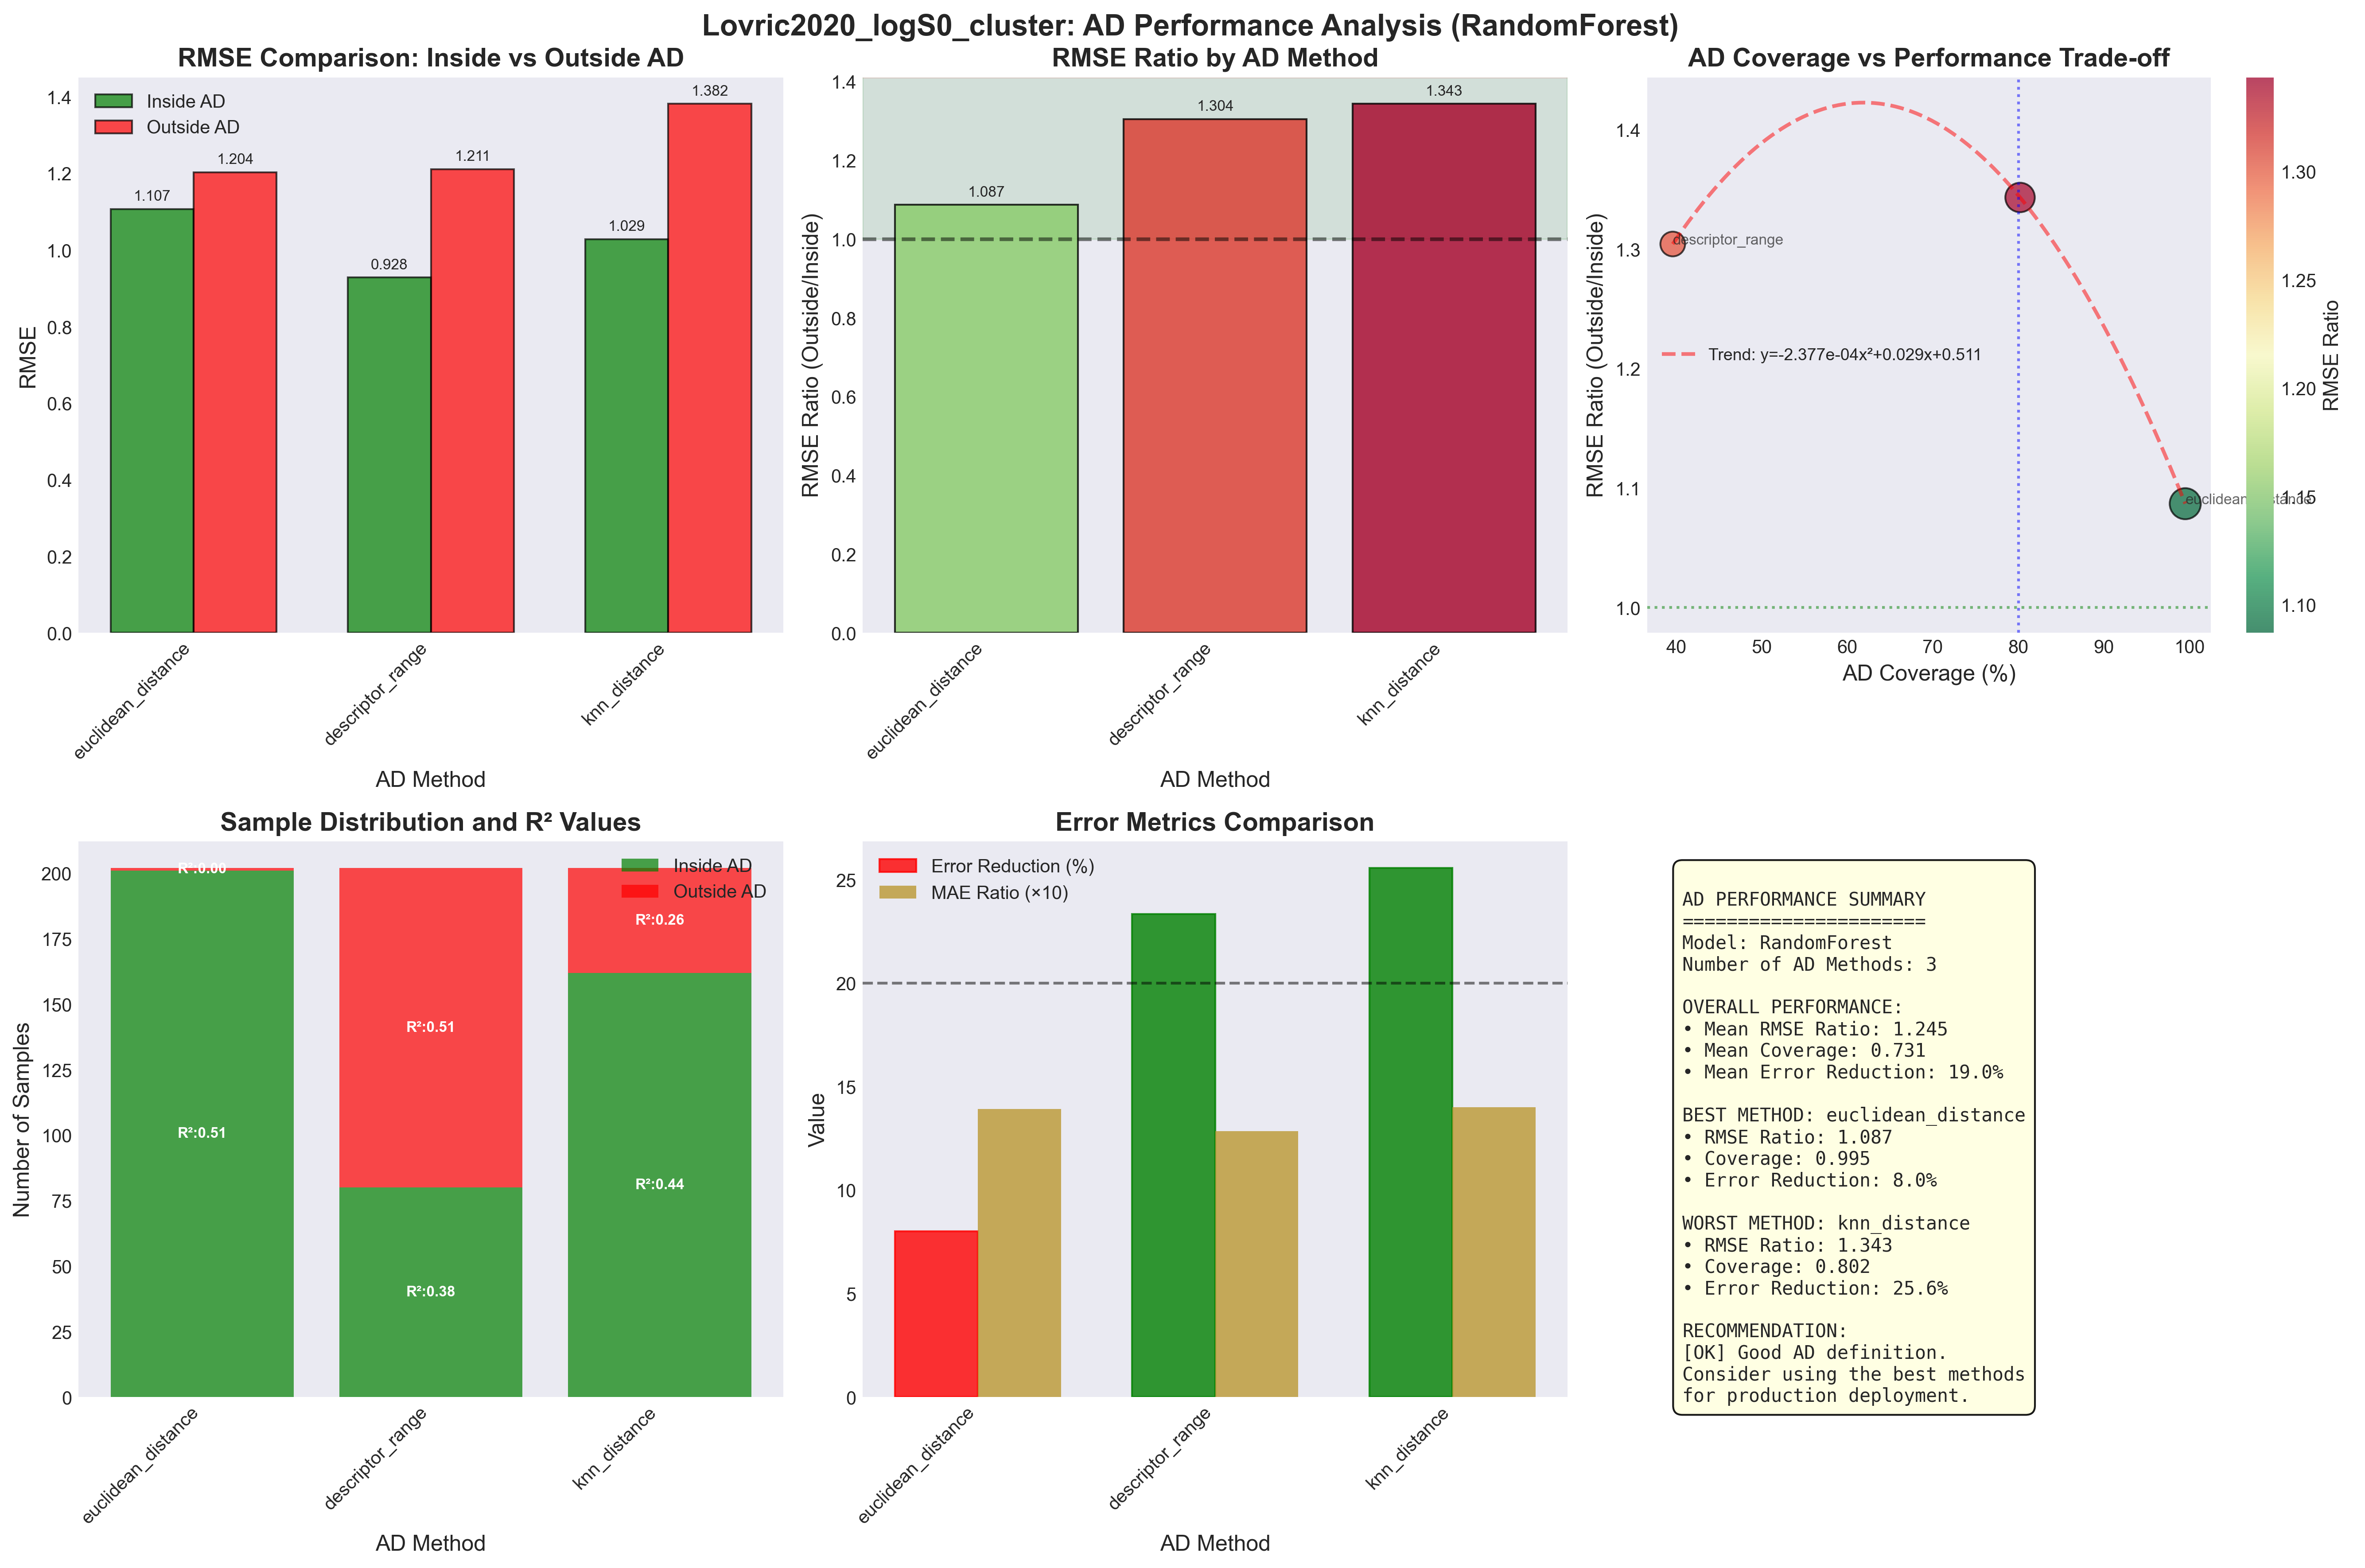 Lovric2020_logS0_cluster: AD Performance Analysis (RandomForest)
RMSE Comparison: Inside vs Outside AD
Inside AD
Outside AD
1.107
1.204
0.928
1.211
1.029
1.382
RMSE
0.0
0.2
0.4
0.6
0.8
1.0
1.2
1.4
euclidean_distance
descriptor_range
knn_distance
AD Method
RMSE Ratio by AD Method
1.087
1.304
1.343
RMSE Ratio (Outside/Inside)
0.0
0.2
0.4
0.6
0.8
1.0
1.2
1.4
euclidean_distance
descriptor_range
knn_distance
AD Method
AD Coverage vs Performance Trade-off
descriptor_range
Trend: y=-2.377e-04x²+0.029x+0.511
RMSE Ratio (Outside/Inside)
1.0
1.1
1.2
1.3
1.4
40
50
60
70
80
90
100
AD Coverage (%)
1.30
1.25
1.20
1.15
1.10
RMSE Ratio
Sample Distribution and R² Values
Inside AD
Outside AD
R²:0.00
R²:0.51
R²:0.51
R²:0.38
R²:0.26
R²:0.44
Number of Samples
0
25
50
75
100
125
150
175
200
euclidean_distance
descriptor_range
knn_distance
AD Method
Error Metrics Comparison
Error Reduction (%)
MAE Ratio (×10)
Value
0
5
10
15
20
25
euclidean_distance
descriptor_range
knn_distance
AD Method
AD PERFORMANCE SUMMARY
======================
Model: RandomForest
Number of AD Methods: 3
OVERALL PERFORMANCE:
• Mean RMSE Ratio: 1.245
• Mean Coverage: 0.731
• Mean Error Reduction: 19.0%
BEST METHOD: euclidean_distance
• RMSE Ratio: 1.087
• Coverage: 0.995
• Error Reduction: 8.0%
WORST METHOD: knn_distance
• RMSE Ratio: 1.343
• Coverage: 0.802
• Error Reduction: 25.6%
RECOMMENDATION:
[OK] Good AD definition.
Consider using the best methods
for production deployment.